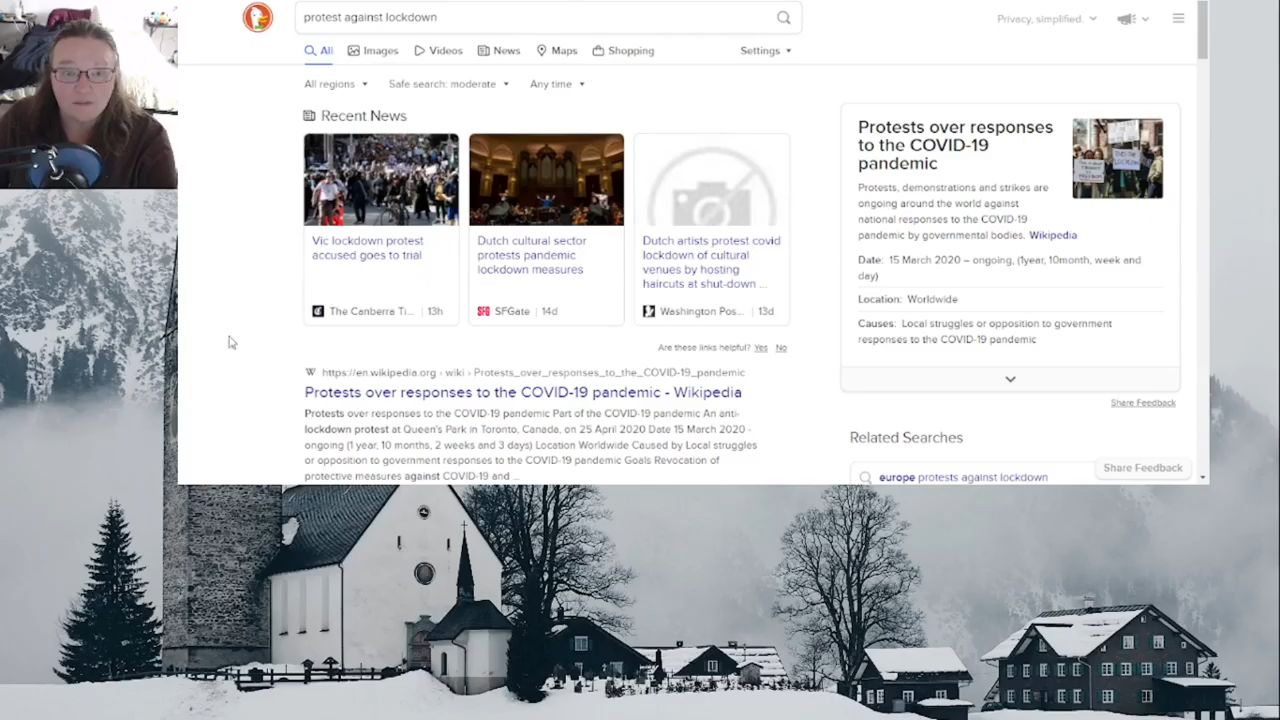 protest against lockdown
Privacy, simplified.
All
Images
Videos
News
Maps
Shopping
Settings
All regions
Safe search: moderate
Any time
Recent News
Vic lockdown protest
accused goes to trial
The Canberra Ti...
13h
Dutch cultural sector
protests pandemic
lockdown measures
SFG
SFGate
14d
Dutch artists protest covid
lockdown of cultural
venues by hosting
haircuts at shut-down ...
Washington Pos...
13d
Are these links helpful? Yes No
W https://en.wikipedia.org › wiki › Protests_over_responses_to_the_COVID-19_pandemic
Protests over responses to the COVID-19 pandemic - Wikipedia
Protests over responses to the COVID-19 pandemic Part of the COVID-19 pandemic An anti-
lockdown protest at Queen's Park in Toronto, Canada, on 25 April 2020 Date 15 March 2020 -
ongoing (1 year, 10 months, 2 weeks and 3 days) Location Worldwide Caused by Local struggles
or opposition to government responses to the COVID-19 pandemic Goals Revocation of
protective measures against COVID-19 and ...
Protests over responses
to the COVID-19
pandemic
Protests, demonstrations and strikes are
ongoing around the world against
national responses to the COVID-19
pandemic by governmental bodies. Wikipedia
Date: 15 March 2020 – ongoing, (1year, 10month, week and
day)
Location: Worldwide
Causes: Local struggles or opposition to government
responses to the COVID-19 pandemic
Share Feedback
Related Searches
europe protests against lockdown
Share Feedback